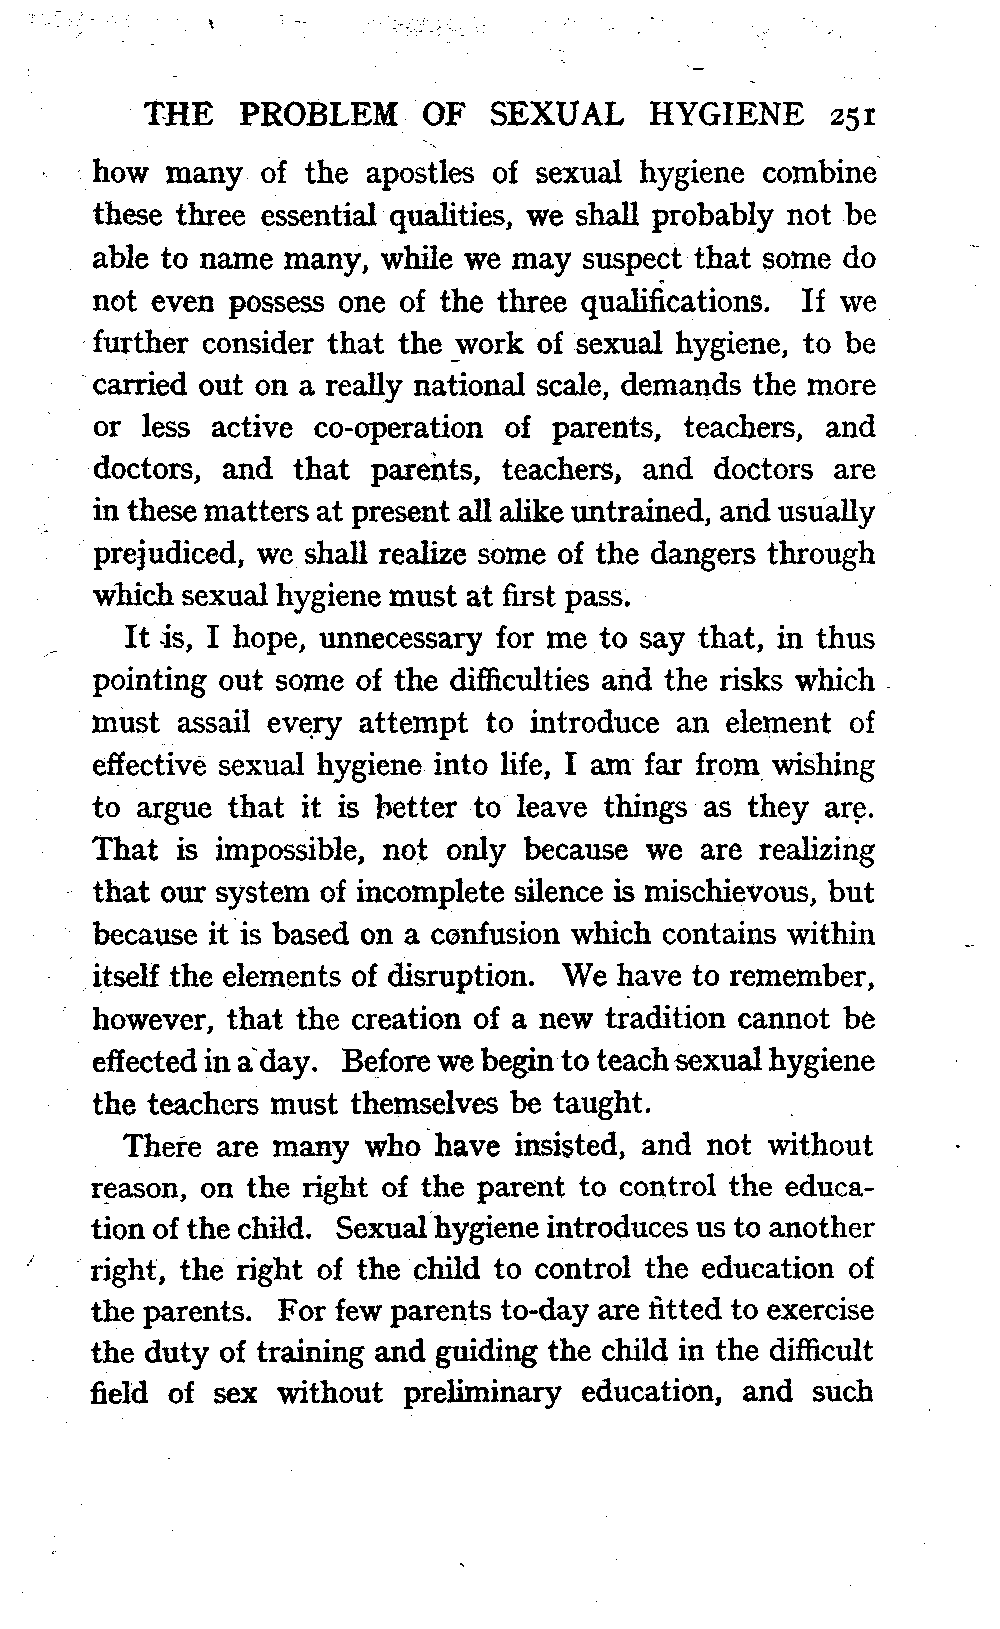 THE PROBLEM OF SEXUAL HYGIENE 251
how many of the apostles of sexual hygiene combine
these three essential qualities, we shall probably not be
able to name many, while we may suspect that some do
not even possess one of the three qualifications. If we
further consider that the work of sexual hygiene, to be
carried out on a really national scale, demands the more
or less active co-operation of parents, teachers, and
doctors, and that parents, teachers, and doctors are
in these matters at present all alike untrained, and usually
prejudiced, we shall realize some of the dangers through
which sexual hygiene must at first pass.
It is, I hope, unnecessary for me to say that, in thus
pointing out some of the difficulties and the risks which
must assail every attempt to introduce an element of
effective sexual hygiene into life, I am far from wishing
to argue that it is better to leave things as they are.
That is impossible, not only because we are realizing
that our system of incomplete silence is mischievous, but
because it is based on a confusion which contains within
itself the elements of disruption. We have to remember,
however, that the creation of a new tradition cannot be
effected in a day. Before we begin to teach sexual hygiene
the teachers must themselves be taught.
There are many who have insisted, and not without
reason, on the right of the parent to control the educa-
tion of the child. Sexual hygiene introduces us to another
right, the right of the child to control the education of
the parents. For few parents to-day are fitted to exercise
the duty of training and guiding the child in the difficult
field of sex without preliminary education, and such